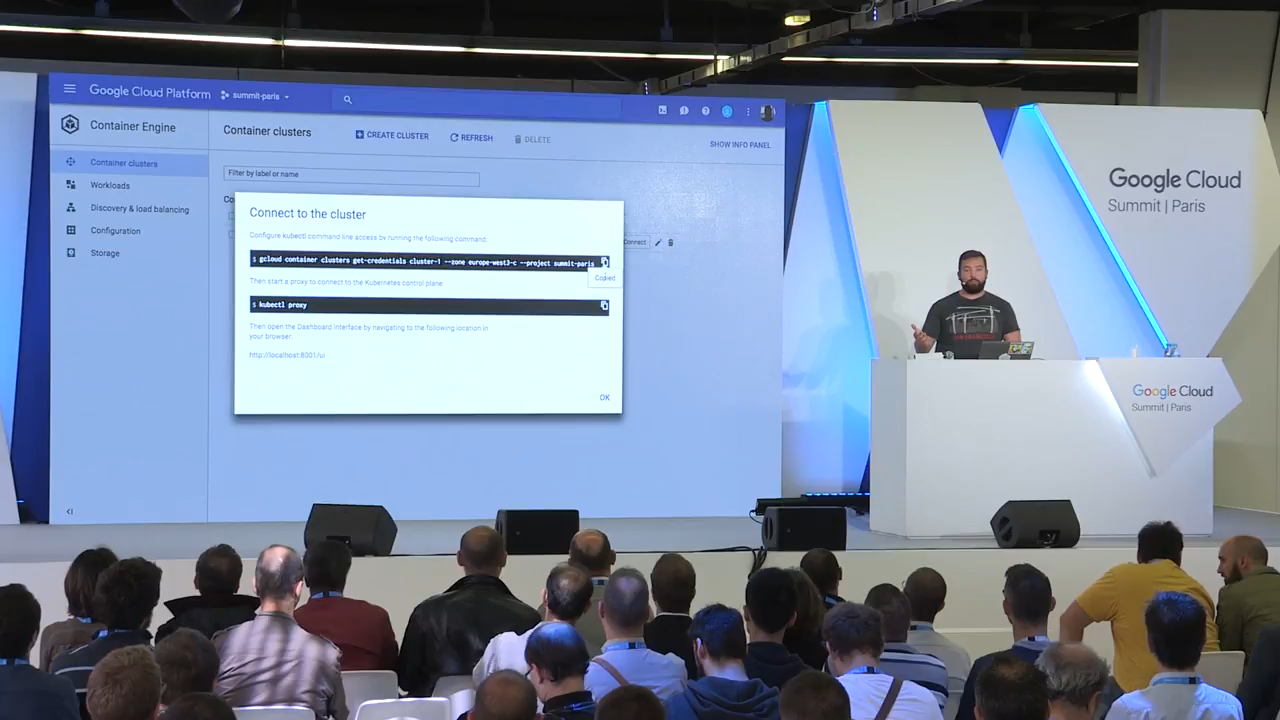 Google Cloud Platform
summit-paris
Container Engine
Container clusters
CREATE CLUSTER
REFRESH
DELETE
SHOW INFO PANEL
Container clusters
Workloads
Discovery & load balancing
Configuration
Storage
Filter by label or name
Co
Connect
Connect to the cluster
Configure kubectl command line access by running the following command:
$ gcloud container clusters get-credentials cluster-1 --zone europe-west3-c --project summit-paris
Copied
Then start a proxy to connect to the Kubernetes control plane
$ kubectl proxy
Then open the Dashboard interface by navigating to the following location in
your browser:
http://localhost:8001/ui
OK
Google Cloud
Summit | Paris
Google Cloud
Summit | Paris